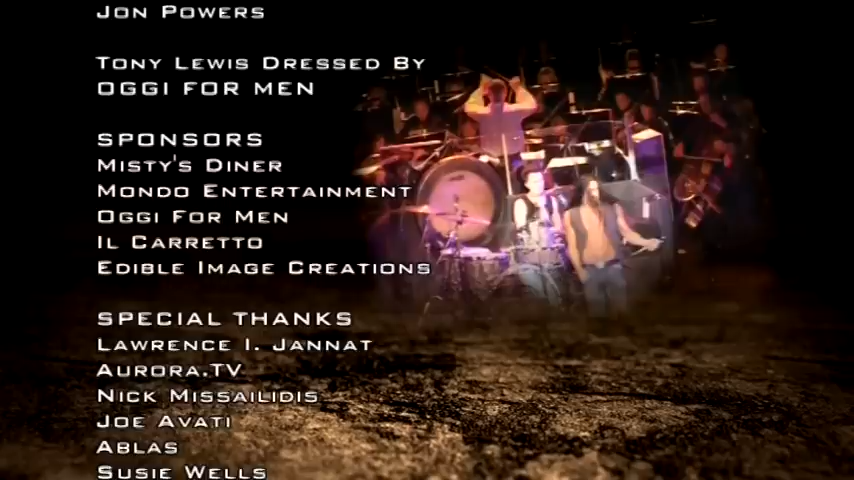 Jon Powers
Tony Lewis Dressed By
OGGI FOR MEN
SPONSORS
Misty's Diner
Mondo Entertainment
Oggi For Men
Il Carretto
Edible Image Creations
SPECIAL THANKS
Lawrence I. Jannat
Aurora.TV
Nick Missailidis
Joe Avati
Ablas
Susie Wells